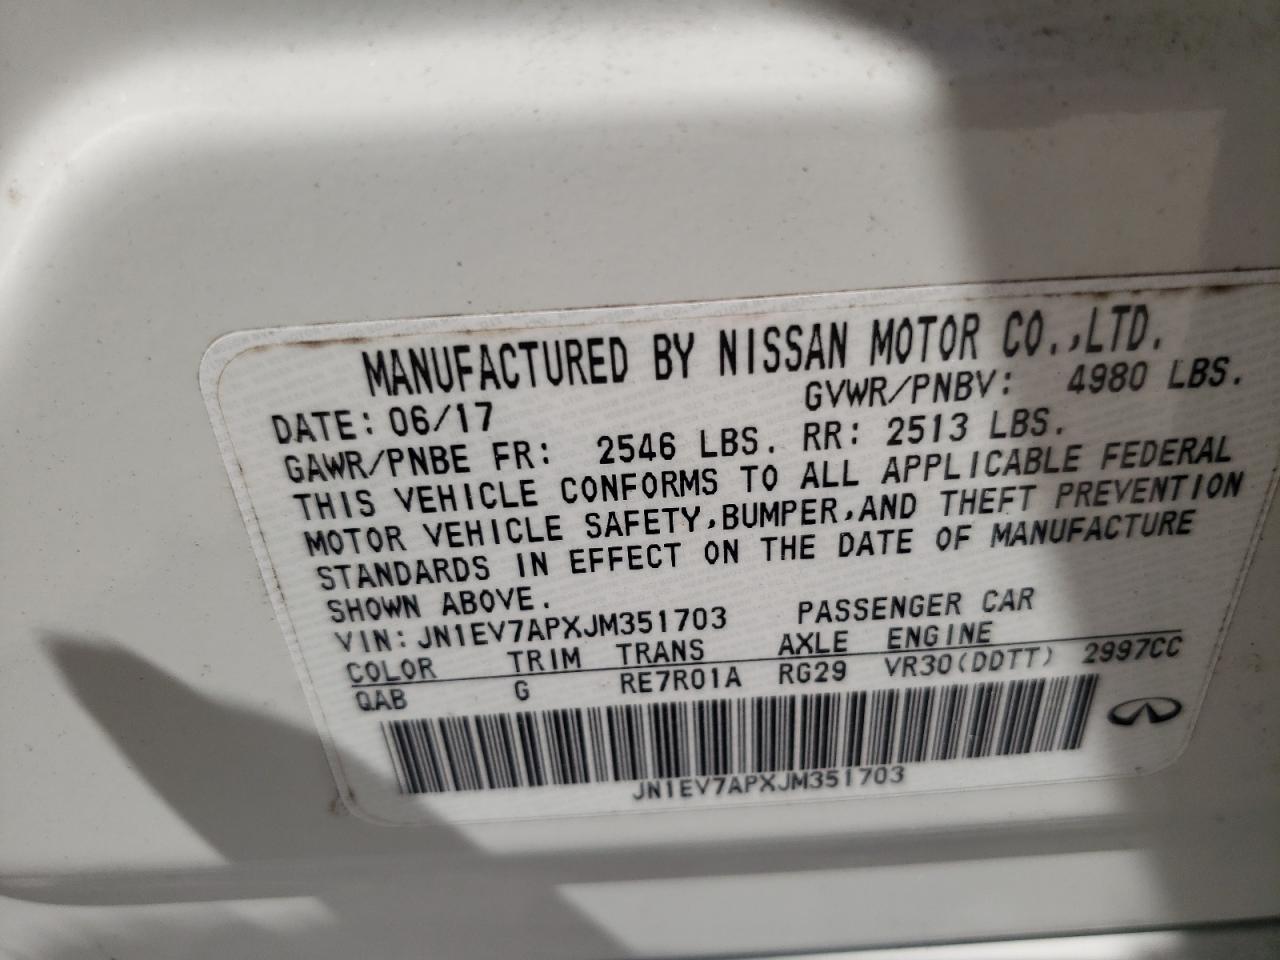 MANUFACTURED BY NISSAN MOTOR CO.,LTD.
DATE: 06/17 GVWR/PNBV: 4980 LBS.
GAWR/PNBE FR: 2546 LBS. RR: 2513 LBS.
THIS VEHICLE CONFORMS TO ALL APPLICABLE FEDERAL
MOTOR VEHICLE SAFETY,BUMPER,AND THEFT PREVENTION
STANDARDS IN EFFECT ON THE DATE OF MANUFACTURE
SHOWN ABOVE.
VIN: JN1EV7APXJM351703 PASSENGER CAR
COLOR TRIM TRANS AXLE ENGINE
QAB G RE7R01A RG29 VR30(DDTT) 2997CC
JN1EV7APXJM351703